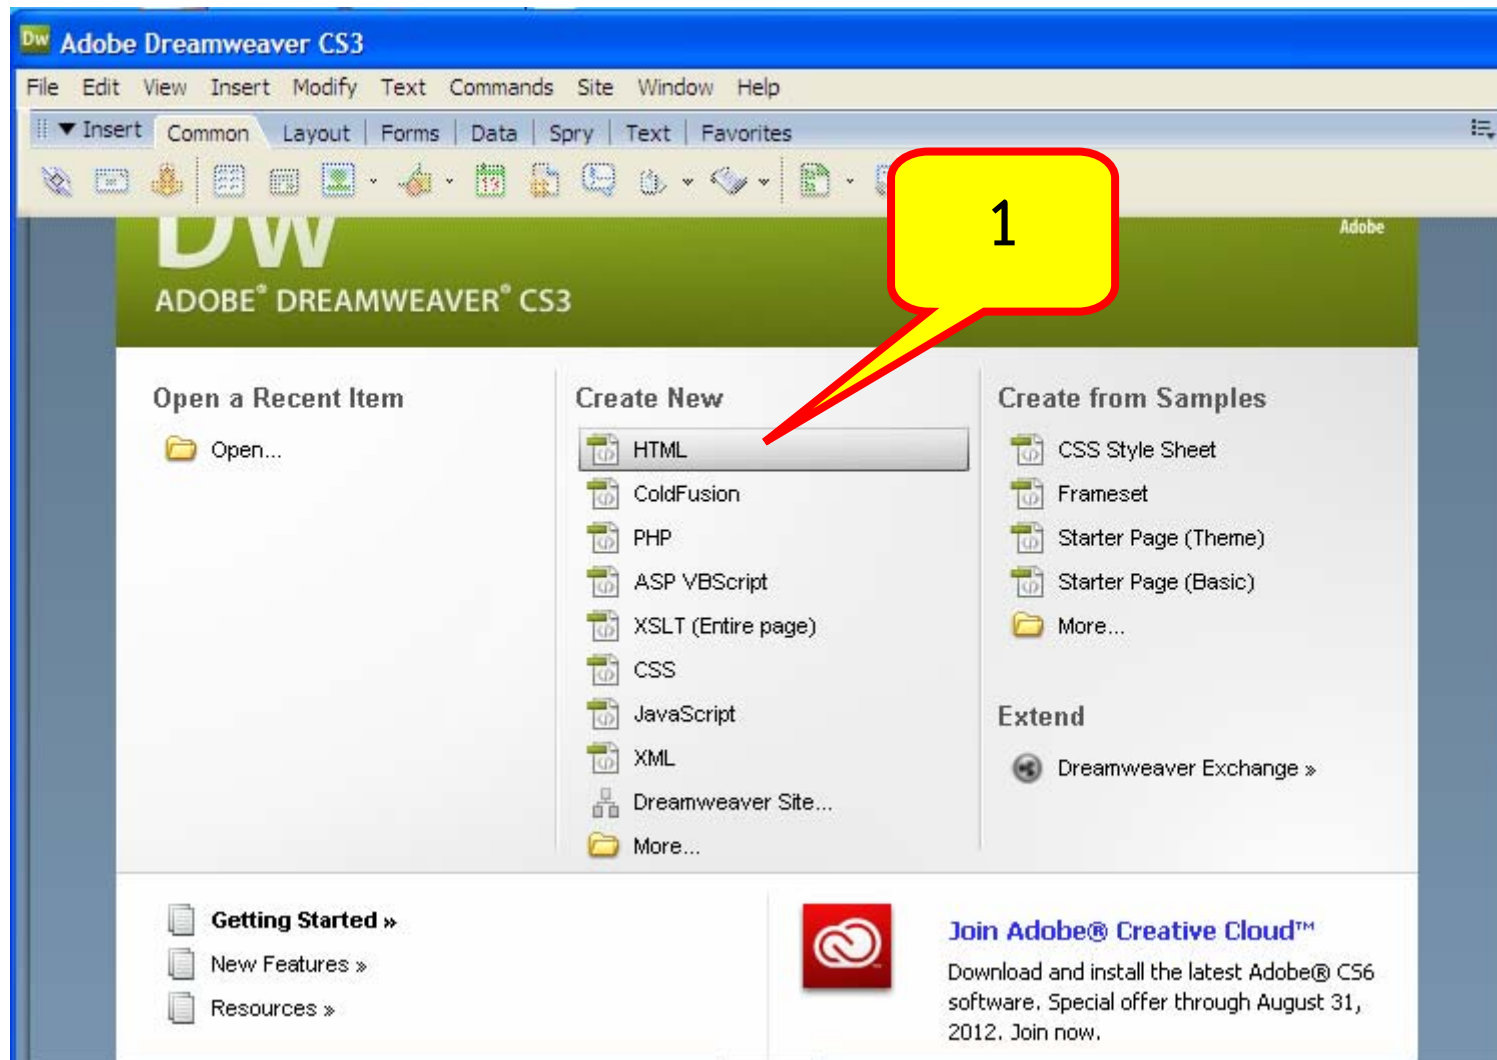 Dw Adobe Dreamweaver CS3
File Edit View Insert Modify Text Commands Site Window Help
Insert Common Layout Forms Data Spry Text Favorites
1
Dw
Adobe
ADOBE® DREAMWEAVER® CS3
Open a Recent Item
Open...
Create New
HTML
ColdFusion
PHP
ASP VBScript
XSLT (Entire page)
CSS
JavaScript
XML
Dreamweaver Site...
More...
Create from Samples
CSS Style Sheet
Frameset
Starter Page (Theme)
Starter Page (Basic)
More...
Extend
Dreamweaver Exchange »
Getting Started »
New Features »
Resources »
Join Adobe® Creative Cloud™
Download and install the latest Adobe® CS6
software. Special offer through August 31,
2012. Join now.